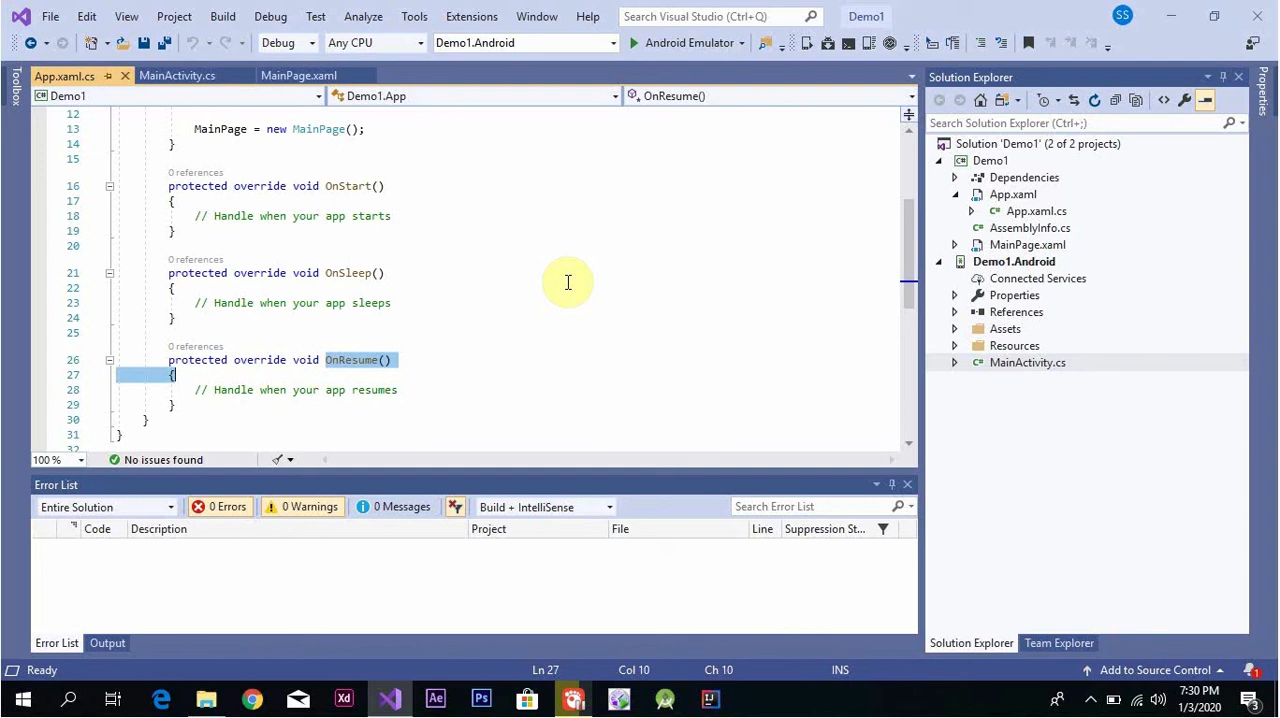 File Edit View Project Build Debug Test Analyze Tools Extensions Window Help Search Visual Studio (Ctrl+Q) Demo1 SS
Debug Any CPU Demo1.Android Android Emulator
Toolbox
App.xaml.cs MainActivity.cs MainPage.xaml
Demo1 Demo1.App OnResume()
12
13 MainPage = new MainPage();
14 }
15
0 references
16 protected override void OnStart()
17 {
18 // Handle when your app starts
19 }
20
0 references
21 protected override void OnSleep()
22 {
23 // Handle when your app sleeps
24 }
25
0 references
26 protected override void OnResume()
27 {
28 // Handle when your app resumes
29 }
30 }
31 }
32
100 % No issues found
Error List
Entire Solution 0 Errors 0 Warnings 0 Messages Build + IntelliSense Search Error List
Code Description Project File Line Suppression St...
Error List Output
Solution Explorer
Search Solution Explorer (Ctrl+;)
Solution 'Demo1' (2 of 2 projects)
Demo1
Dependencies
App.xaml
App.xaml.cs
AssemblyInfo.cs
MainPage.xaml
Demo1.Android
Connected Services
Properties
References
Assets
Resources
MainActivity.cs
Solution Explorer Team Explorer
Properties
Ready Ln 27 Col 10 Ch 10 INS Add to Source Control 1
Xd Ae Ps 7:30 PM
1/3/2020 3